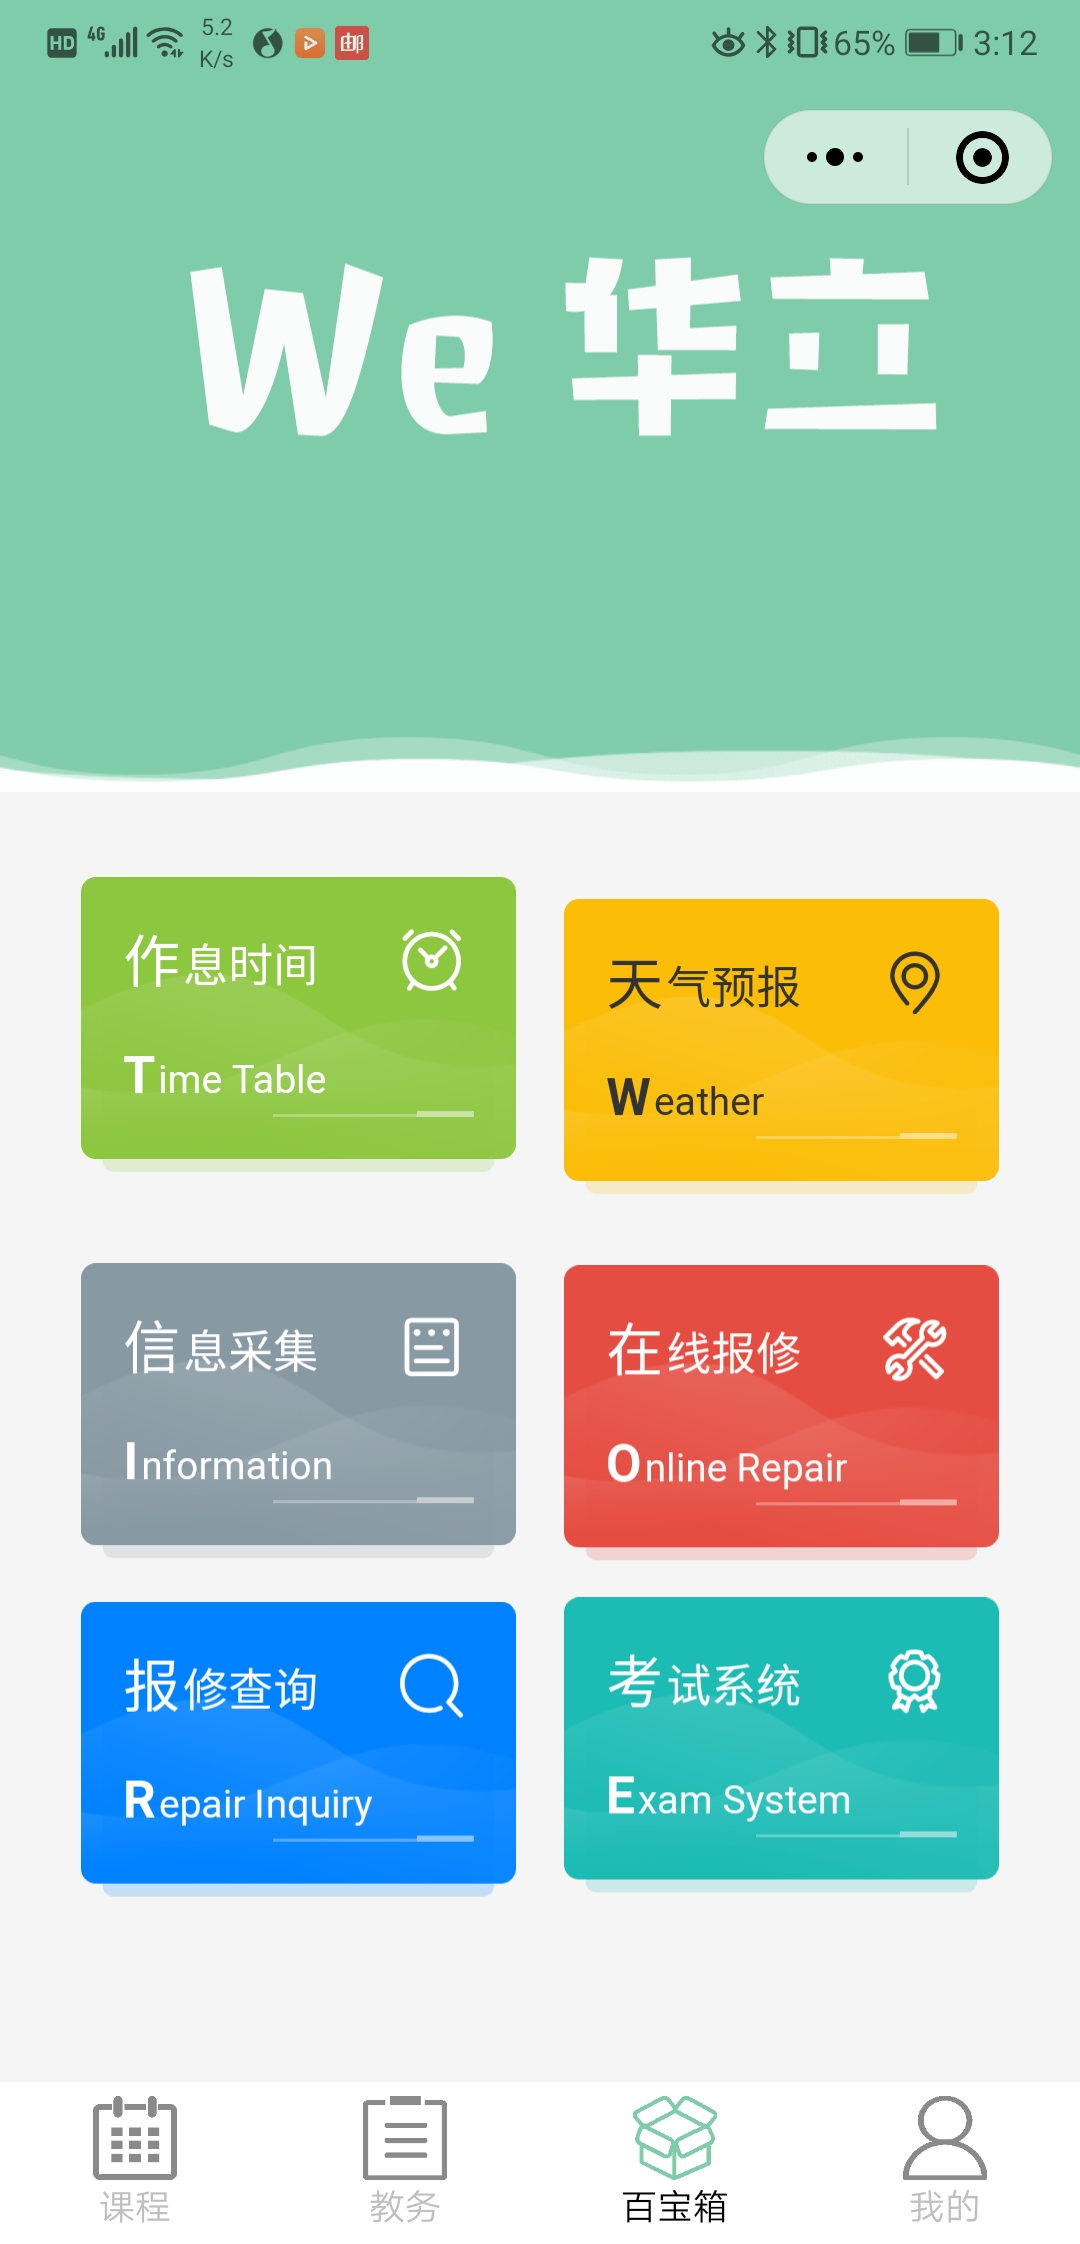 HD 4G 5.2 K/s 邮 65% 3:12
We 华立
作息时间
Time Table
天气预报
Weather
信息采集
Information
在线报修
Online Repair
报修查询
Repair Inquiry
考试系统
Exam System
课程 教务 百宝箱 我的